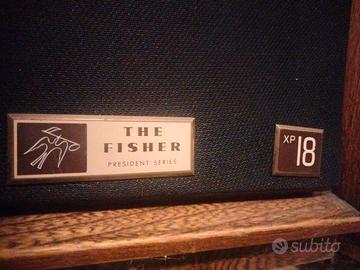 THE
FISHER
PRESIDENT SERIES
XP
18
subito